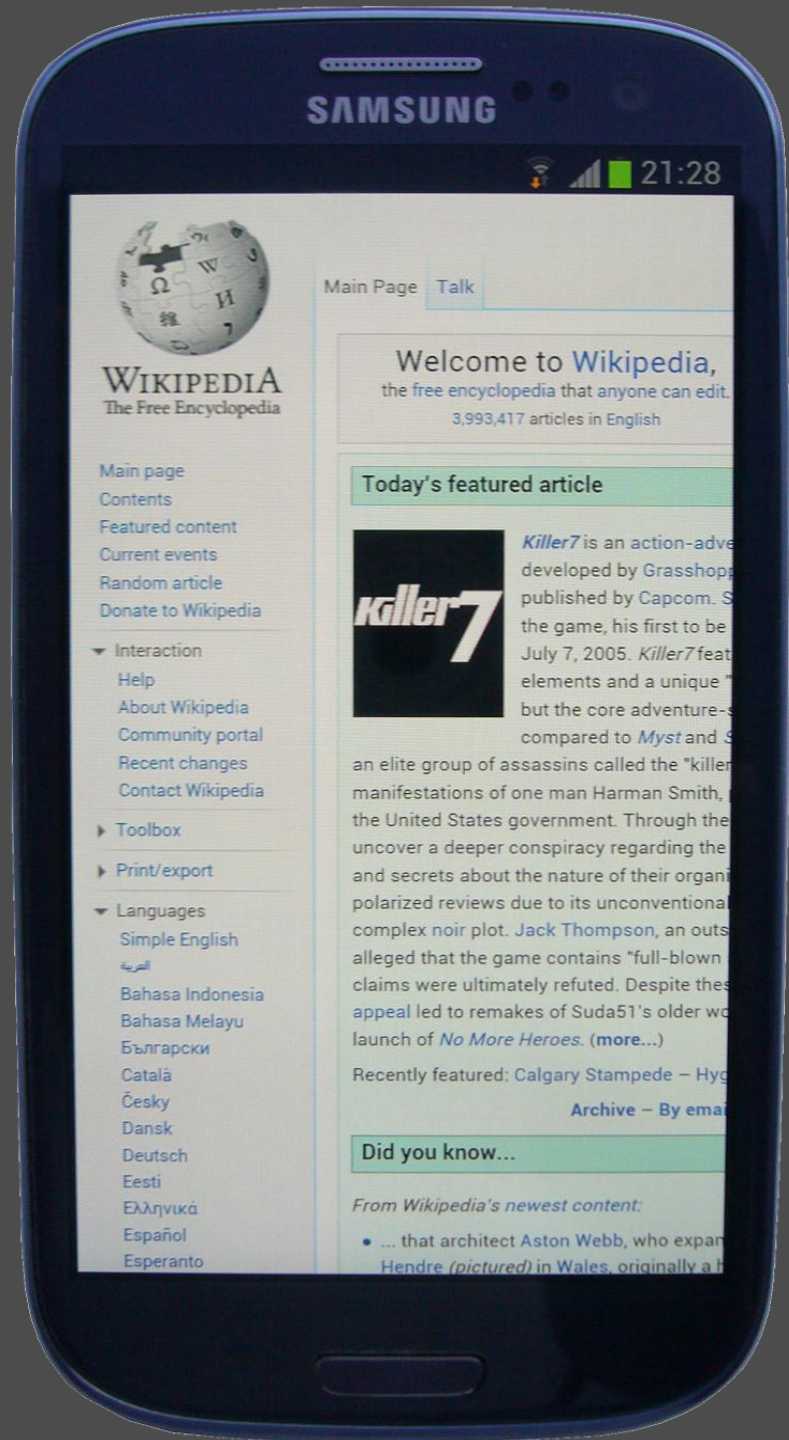 SAMSUNG
21:28
WIKIPEDIA
The Free Encyclopedia
Main page
Contents
Featured content
Current events
Random article
Donate to Wikipedia
Interaction
Help
About Wikipedia
Community portal
Recent changes
Contact Wikipedia
Toolbox
Print/export
Languages
Simple English
العربية
Bahasa Indonesia
Bahasa Melayu
Български
Català
Česky
Dansk
Deutsch
Eesti
Ελληνικά
Español
Esperanto
Main Page Talk
Welcome to Wikipedia,
the free encyclopedia that anyone can edit.
3,993,417 articles in English
Today's featured article
killer7
Killer7 is an action-adve
developed by Grasshopp
published by Capcom. S
the game, his first to be
July 7, 2005. Killer7 feat
elements and a unique "
but the core adventure-s
compared to Myst and S
an elite group of assassins called the "killer
manifestations of one man Harman Smith,
the United States government. Through the
uncover a deeper conspiracy regarding the
and secrets about the nature of their organi
polarized reviews due to its unconventional
complex noir plot. Jack Thompson, an outs
alleged that the game contains "full-blown
claims were ultimately refuted. Despite thes
appeal led to remakes of Suda51's older wo
launch of No More Heroes. (more...)
Recently featured: Calgary Stampede – Hyg
Archive – By emai
Did you know...
From Wikipedia's newest content:
• ... that architect Aston Webb, who expan
Hendre (pictured) in Wales, originally a h